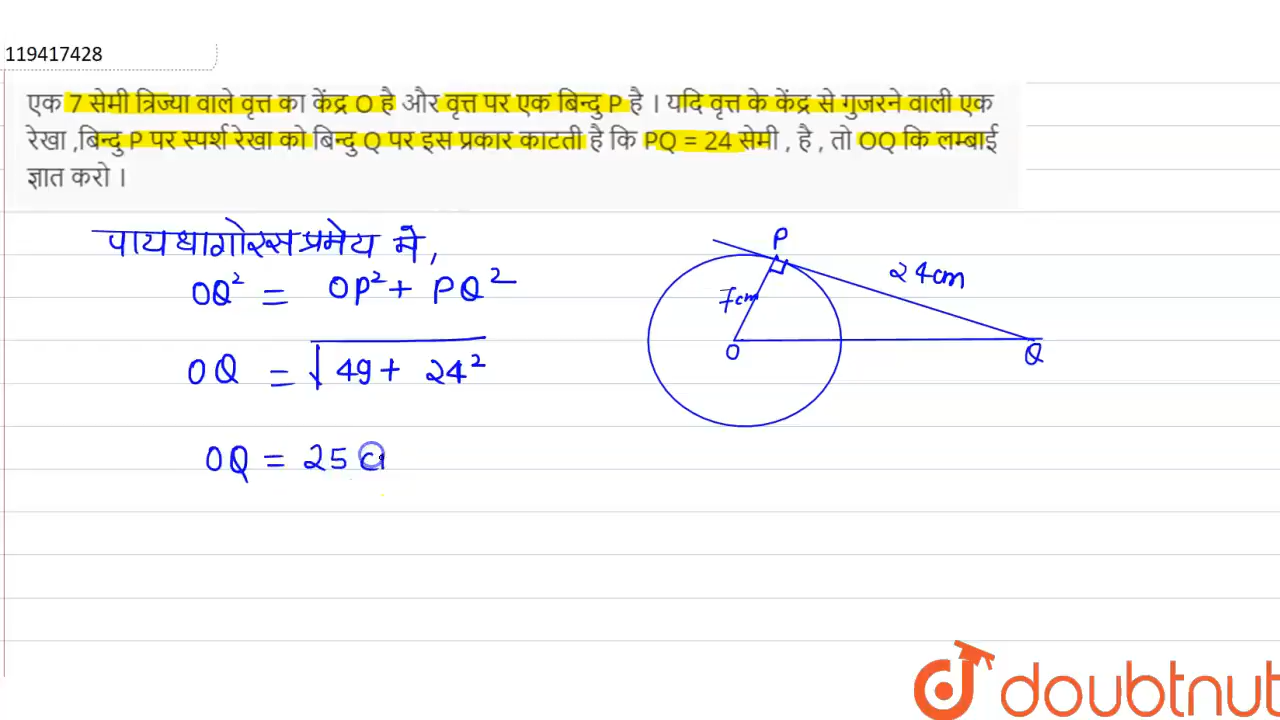 119417428
एक 7 सेमी त्रिज्या वाले वृत्त का केंद्र O है और वृत्त पर एक बिन्दु P है । यदि वृत्त के केंद्र से गुजरने वाली एक
रेखा ,बिन्दु P पर स्पर्श रेखा को बिन्दु Q पर इस प्रकार काटती है कि PQ = 24 सेमी , है , तो OQ कि लम्बाई
ज्ञात करो ।
पायथागोरस प्रमेय में,
OQ² = OP² + PQ²
OQ = √49 + 24²
OQ = 25 c
P
7cm
24cm
O
Q
doubtnut